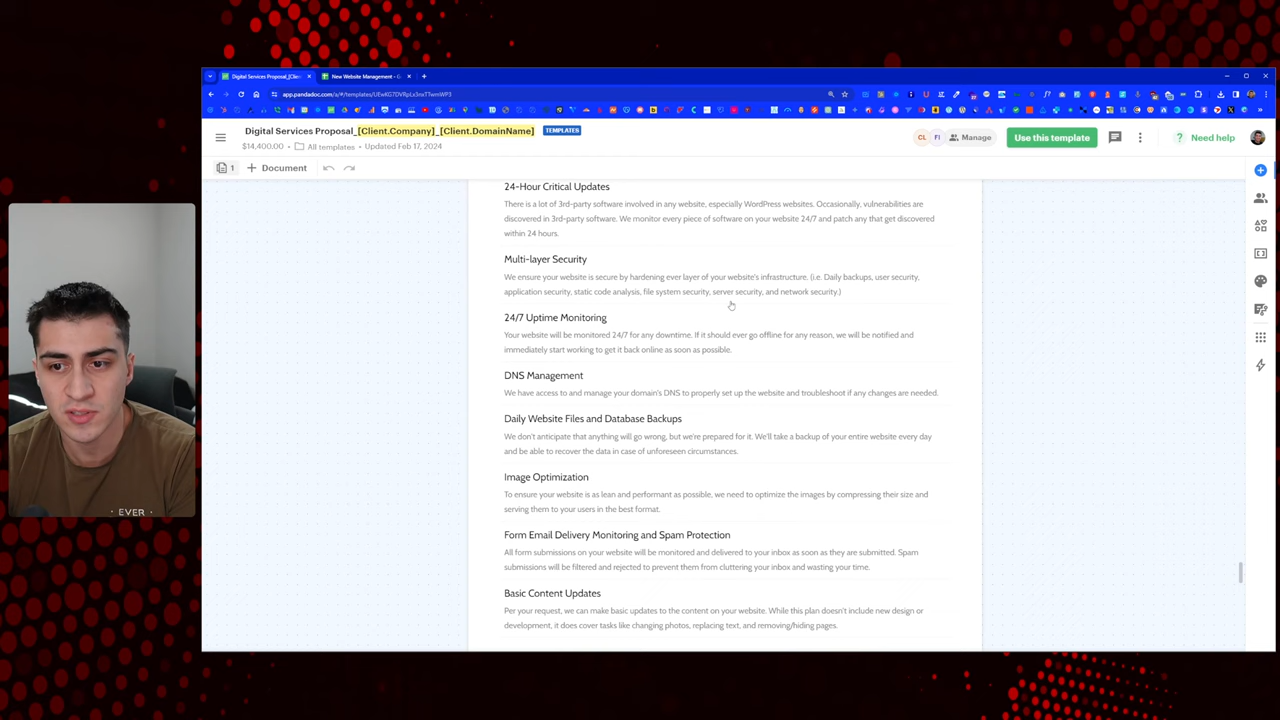 Digital Services Proposal_[Clien
New Website Management - G
app.pandadoc.com/a/#/templates/UEwKG7DVRpLx3nxTTwmWP3
Digital Services Proposal_[Client.Company]_[Client.DomainName]
TEMPLATES
$14,400.00 · All templates • Updated Feb 17, 2024
CL FI Manage
Use this template
Need help
1 + Document
24-Hour Critical Updates
There is a lot of 3rd-party software involved in any website, especially WordPress websites. Occasionally, vulnerabilities are
discovered in 3rd-party software. We monitor every piece of software on your website 24/7 and patch any that get discovered
within 24 hours.
Multi-layer Security
We ensure your website is secure by hardening ever layer of your website's infrastructure. (i.e. Daily backups, user security,
application security, static code analysis, file system security, server security, and network security.)
24/7 Uptime Monitoring
Your website will be monitored 24/7 for any downtime. If it should ever go offline for any reason, we will be notified and
immediately start working to get it back online as soon as possible.
DNS Management
We have access to and manage your domain's DNS to properly set up the website and troubleshoot if any changes are needed.
Daily Website Files and Database Backups
We don't anticipate that anything will go wrong, but we're prepared for it. We'll take a backup of your entire website every day
and be able to recover the data in case of unforeseen circumstances.
Image Optimization
To ensure your website is as lean and performant as possible, we need to optimize the images by compressing their size and
serving them to your users in the best format.
Form Email Delivery Monitoring and Spam Protection
All form submissions on your website will be monitored and delivered to your inbox as soon as they are submitted. Spam
submissions will be filtered and rejected to prevent them from cluttering your inbox and wasting your time.
Basic Content Updates
Per your request, we can make basic updates to the content on your website. While this plan doesn't include new design or
development, it does cover tasks like changing photos, replacing text, and removing/hiding pages.
· EVER ·